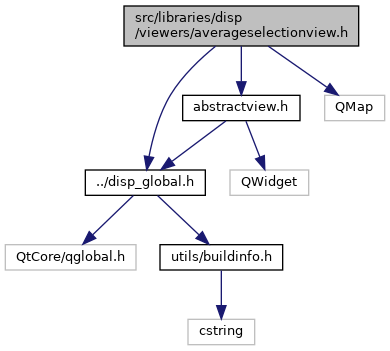 src/libraries/disp
/viewers/averageselectionview.h
abstractview.h
QMap
../disp_global.h
QWidget
QtCore/qglobal.h
utils/buildinfo.h
cstring